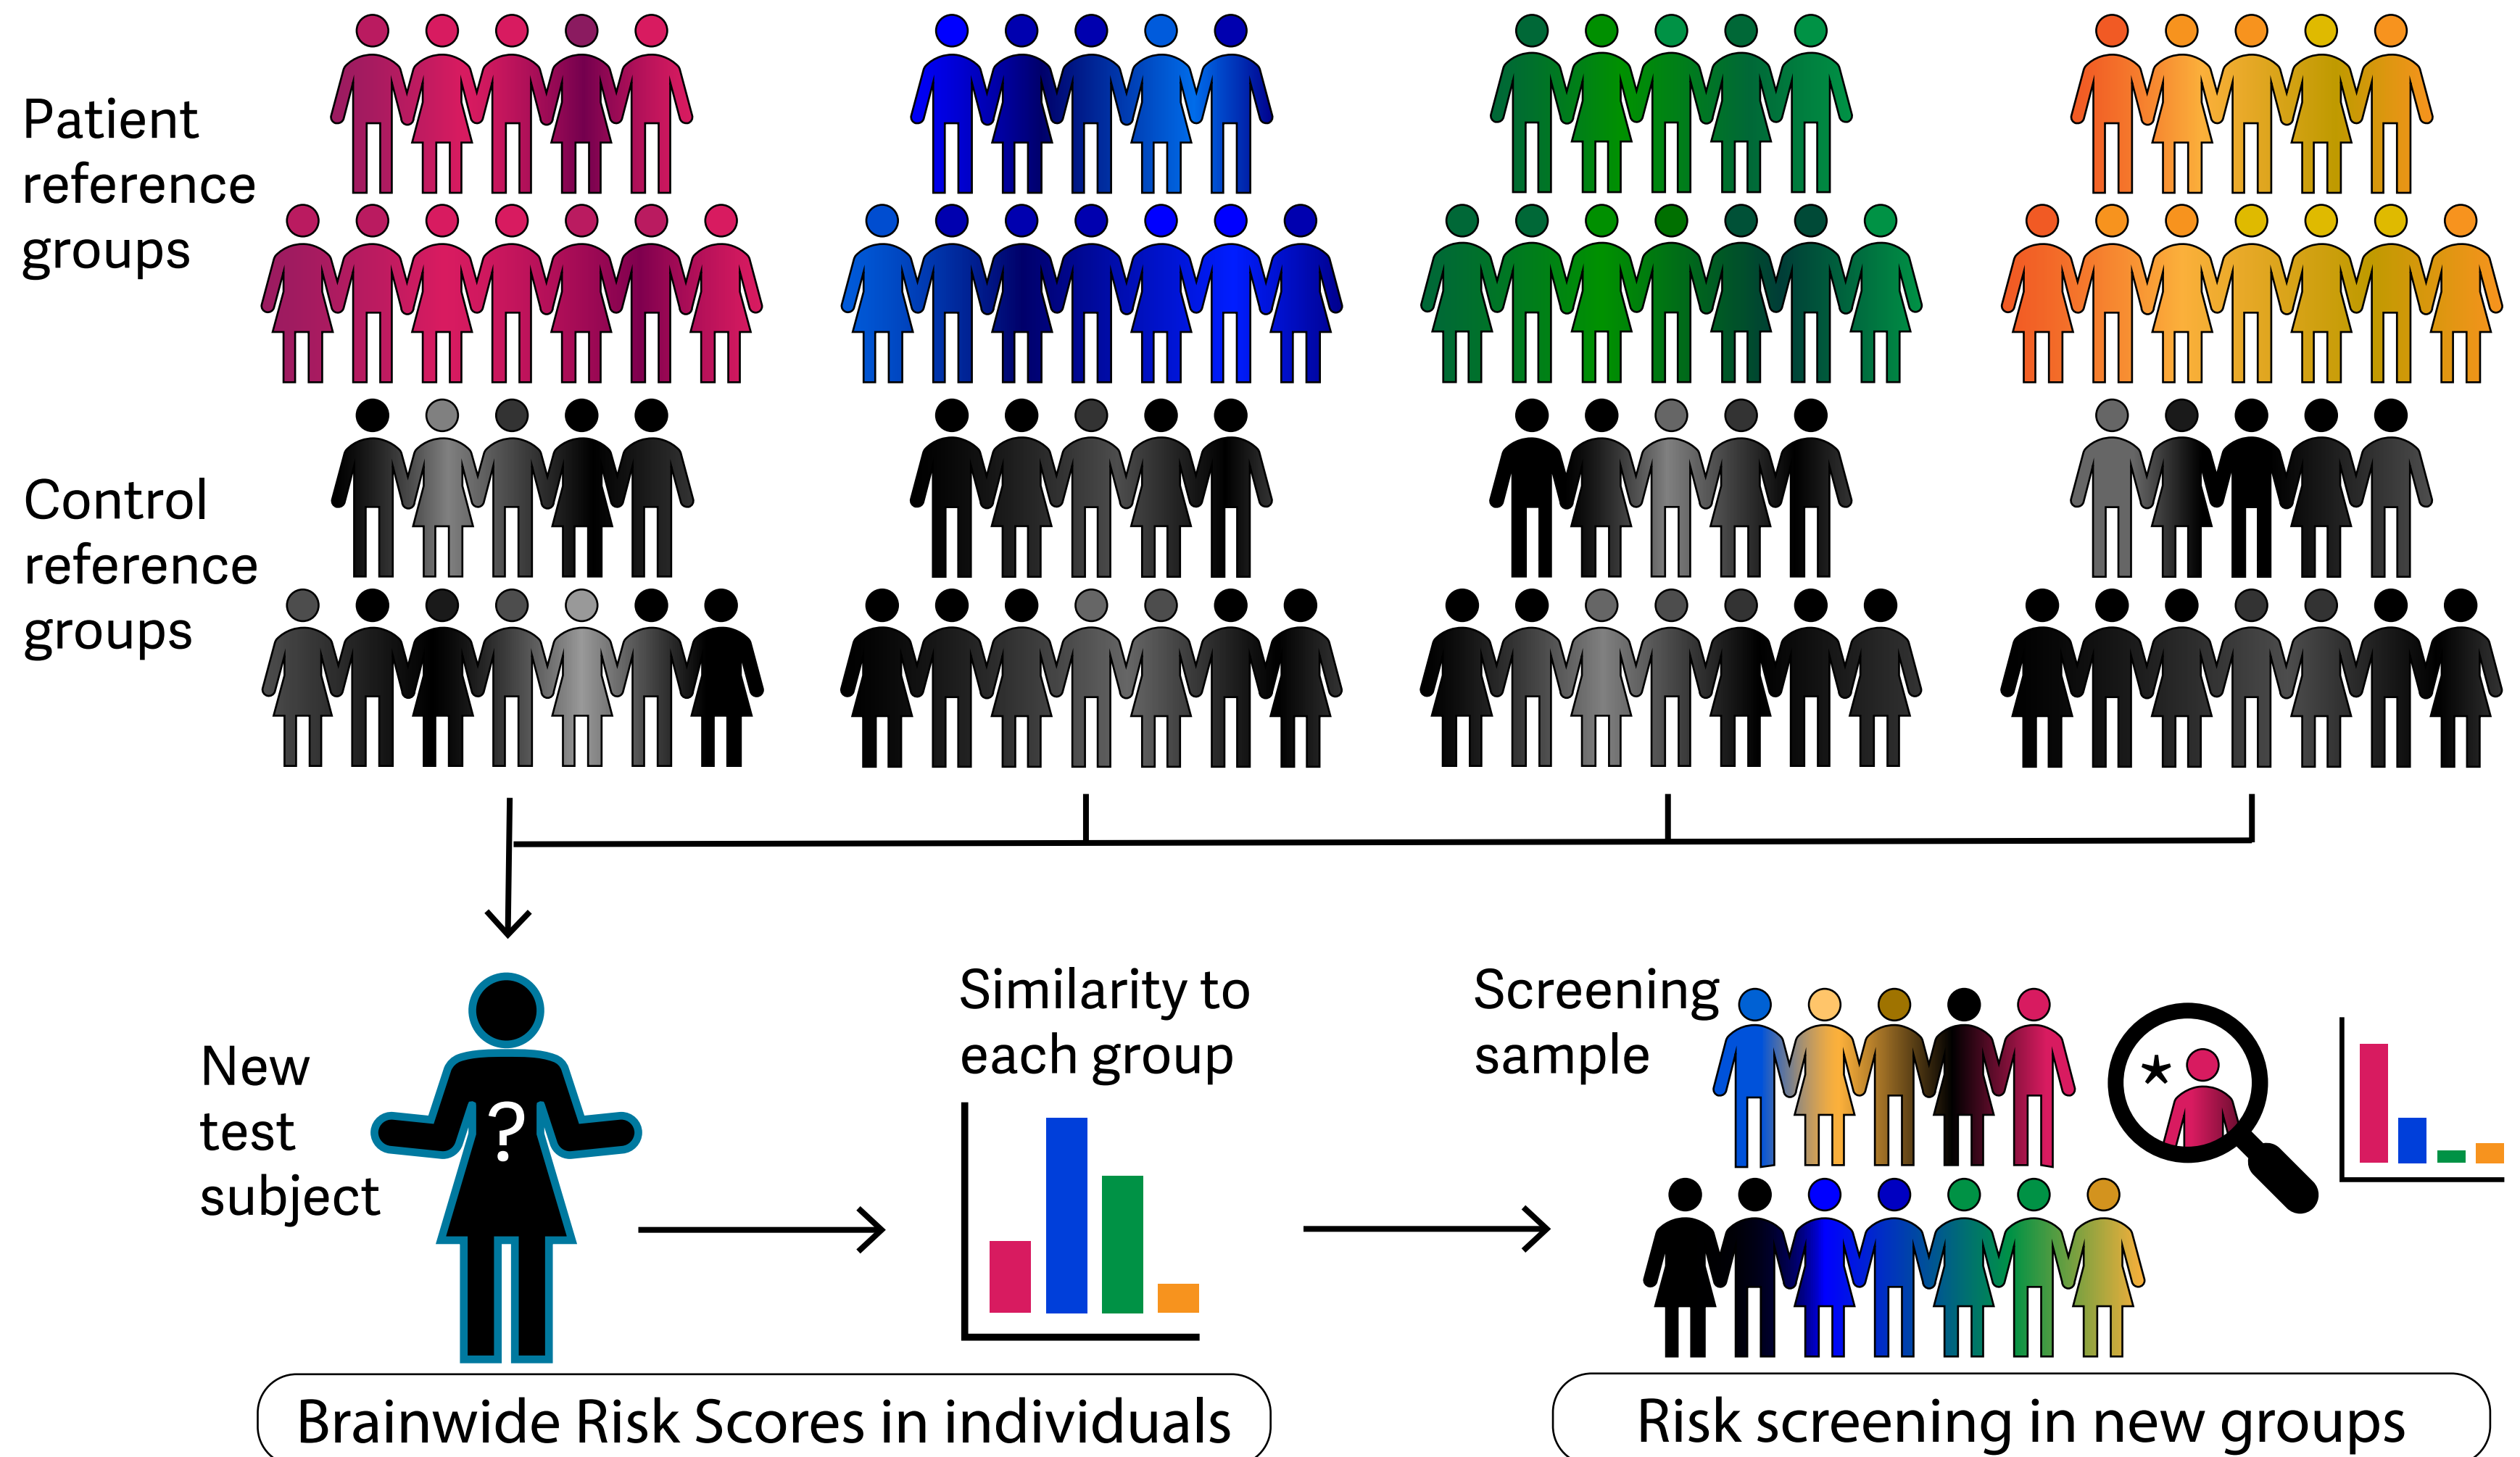 Patient
reference
groups
Control
reference
groups
New
test
subject
?
Similarity to
each group
Screening
sample
*
Brainwide Risk Scores in individuals
Risk screening in new groups